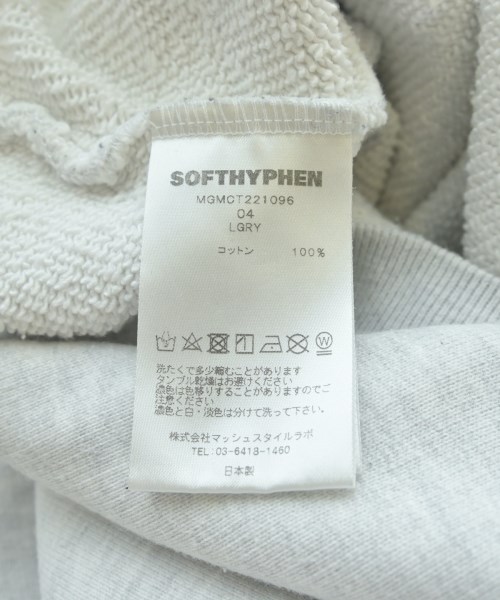 SOFTHYPHEN
MGMCT221096
04
LGRY
コットン 100%
洗たくで多少縮むことがあります
タンブル乾燥はお避けください
濃色は色移りすることがありますのでご
注意ください
濃色と白・淡色は分けて洗って下さい。
株式会社マッシュスタイルラボ
TEL:03-6418-1460
日本製